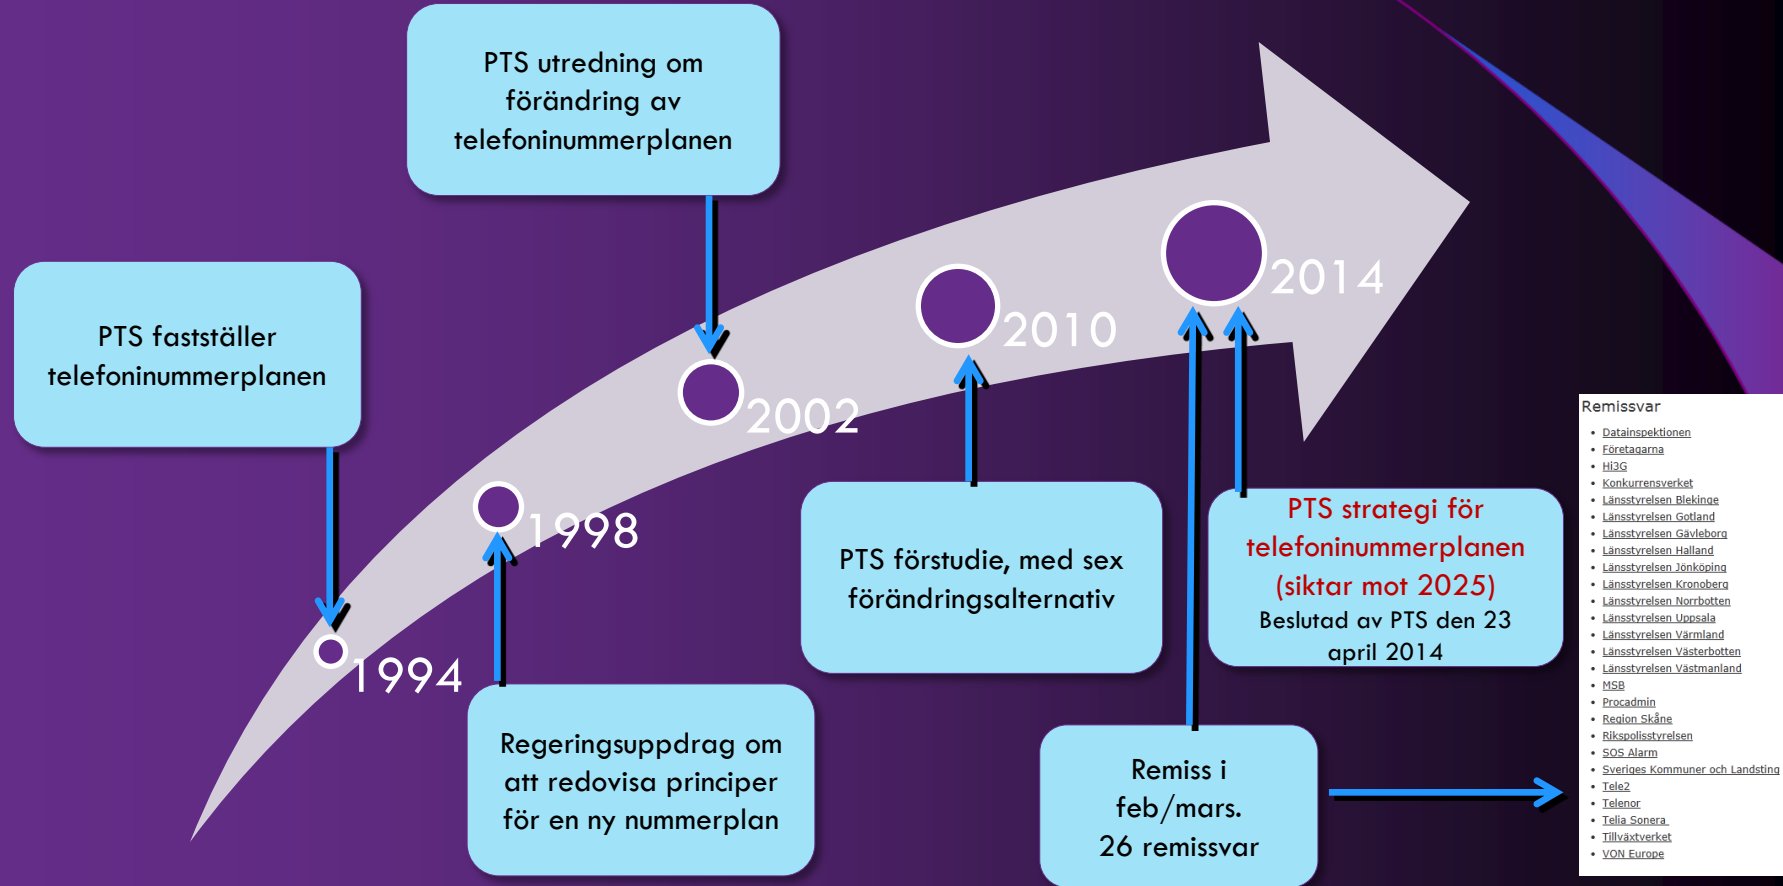 PTS utredning om
förändring av
telefoninummerplanen
PTS fastställer
telefoninummerplanen
2014
2010
2002
1998
1994
PTS förstudie, med sex
förändringsalternativ
PTS strategi för
telefoninummerplanen
(siktar mot 2025)
Beslutad av PTS den 23
april 2014
Regeringsuppdrag om
att redovisa principer
för en ny nummerplan
Remiss i
feb/mars.
26 remissvar
Remissvar
• Datainspektionen
• Företagarna
• Hi3G
• Konkurrensverket
• Länsstyrelsen Blekinge
• Länsstyrelsen Gotland
• Länsstyrelsen Gävleborg
• Länsstyrelsen Halland
• Länsstyrelsen Jönköping
• Länsstyrelsen Kronoberg
• Länsstyrelsen Norrbotten
• Länsstyrelsen Uppsala
• Länsstyrelsen Värmland
• Länsstyrelsen Västerbotten
• Länsstyrelsen Västmanland
• MSB
• Procadmin
• Region Skåne
• Rikspolisstyrelsen
• SOS Alarm
• Sveriges Kommuner och Landsting
• Tele2
• Telenor
• Telia Sonera
• Tillväxtverket
• VON Europe